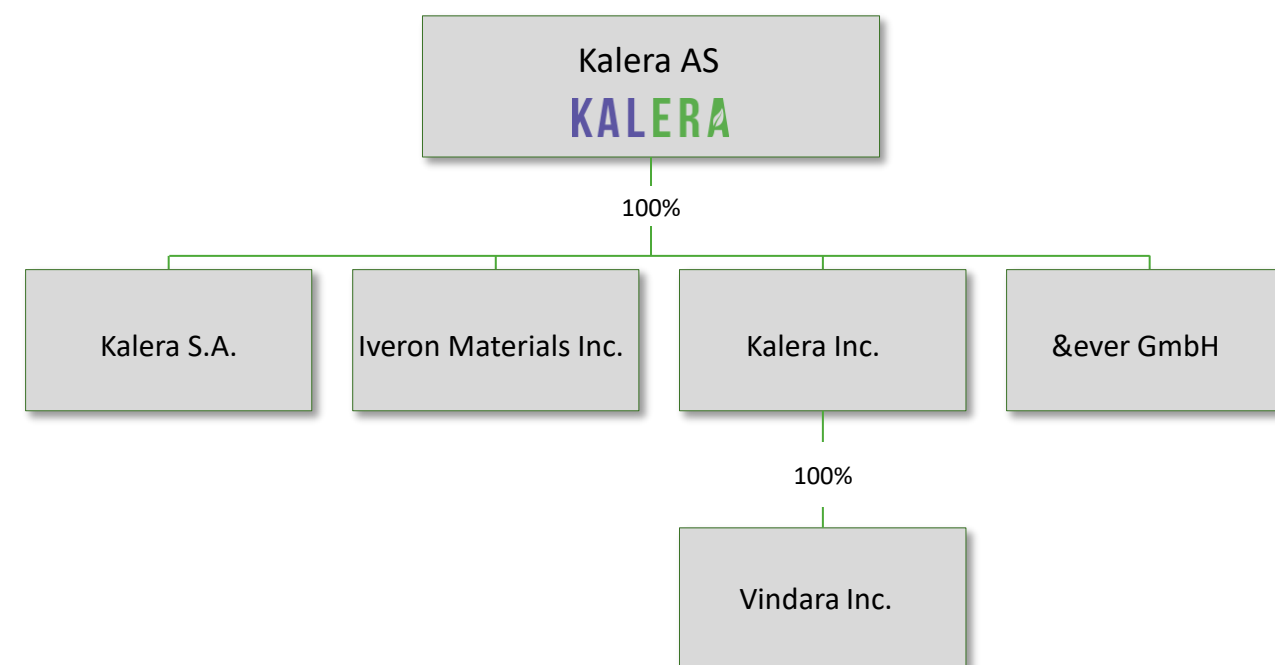 Kalera AS
KALERA
100%
Kalera S.A.
Iveron Materials Inc.
Kalera Inc.
&ever GmbH
100%
Vindara Inc.